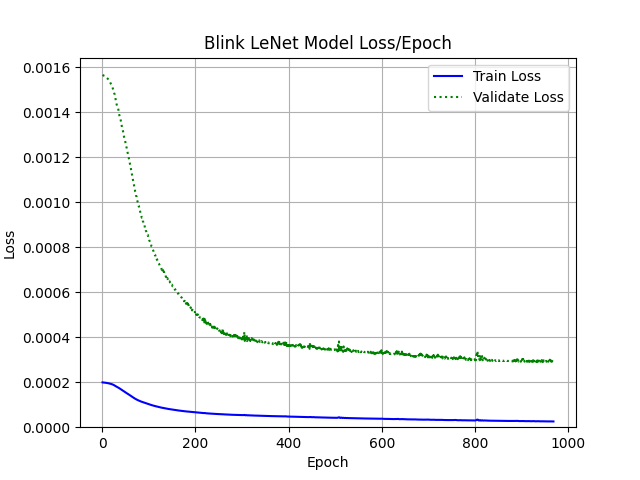 Blink LeNet Model Loss/Epoch
Train Loss
Validate Loss
0.0016
0.0014
0.0012
0.0010
0.0008
0.0006
0.0004
0.0002
0.0000
Loss
0 200 400 600 800 1000
Epoch